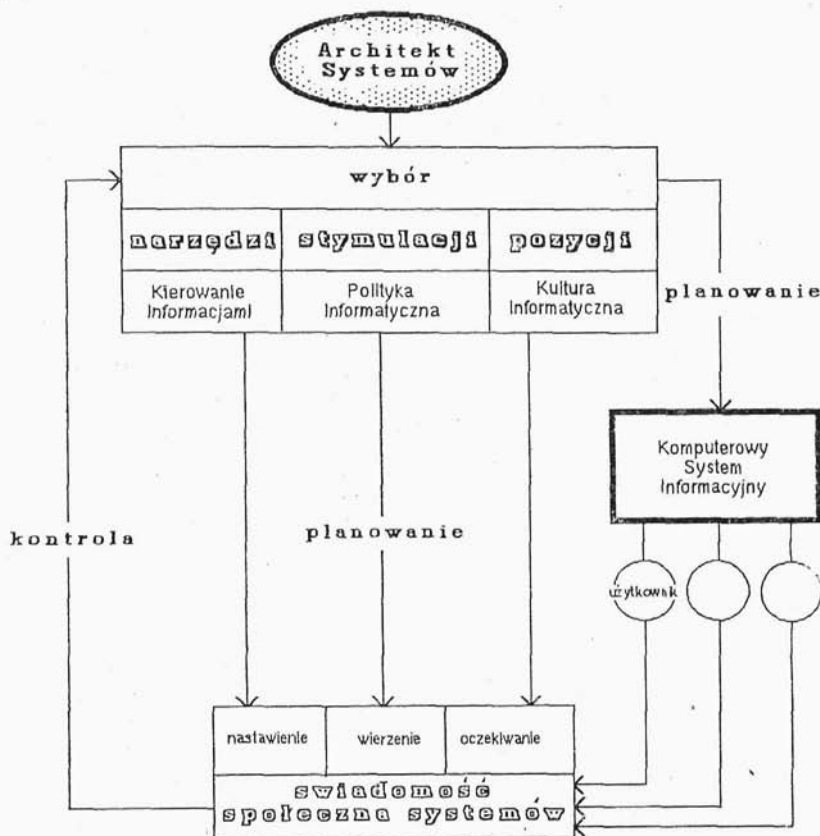 Architekt
Systemów
wybór
narzędzi stymulacji pozycji
Kierowanie
Informacjami
Polityka
Informatyczna
Kultura
Informatyczna
planowanie
Komputerowy
System
Informacyjny
kontrola
planowanie
użytkownik
nastawienie wierzenie oczekiwanie
swiadomość
społeczna systemów